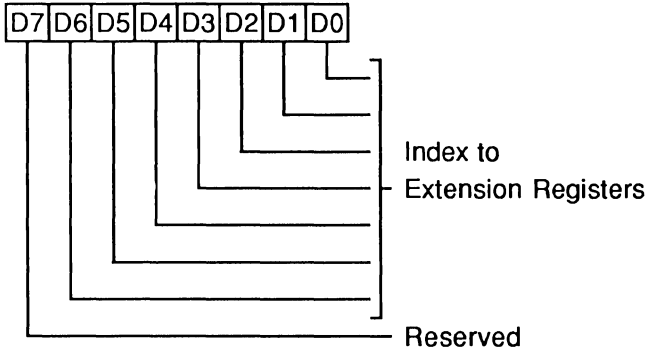 D7 D6 D5 D4 D3 D2 D1 D0
Index to
Extension Registers
Reserved